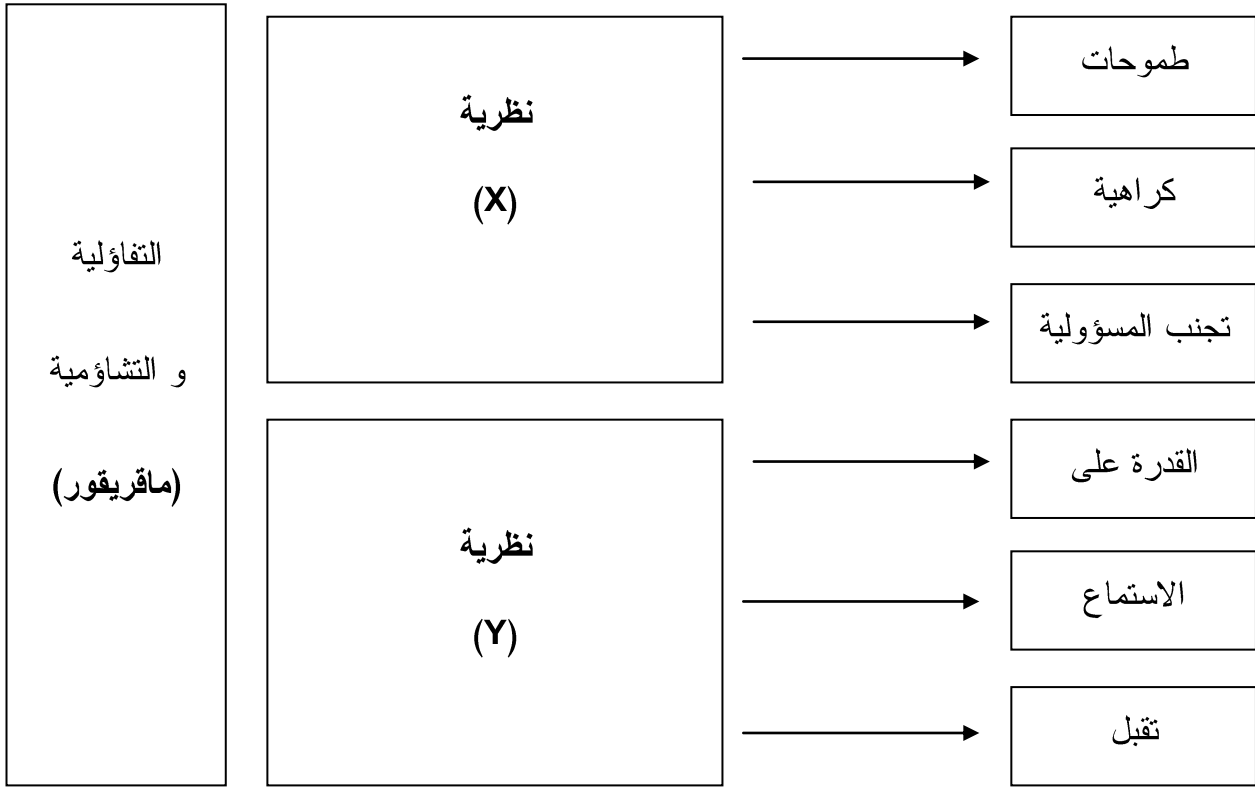 طموحات
كراهية
تجنب المسؤولية
القدرة على
الاستماع
تقبل
نظرية
(X)
نظرية
(Y)
التفاؤلية
و التشاؤمية
(ماقريقور)